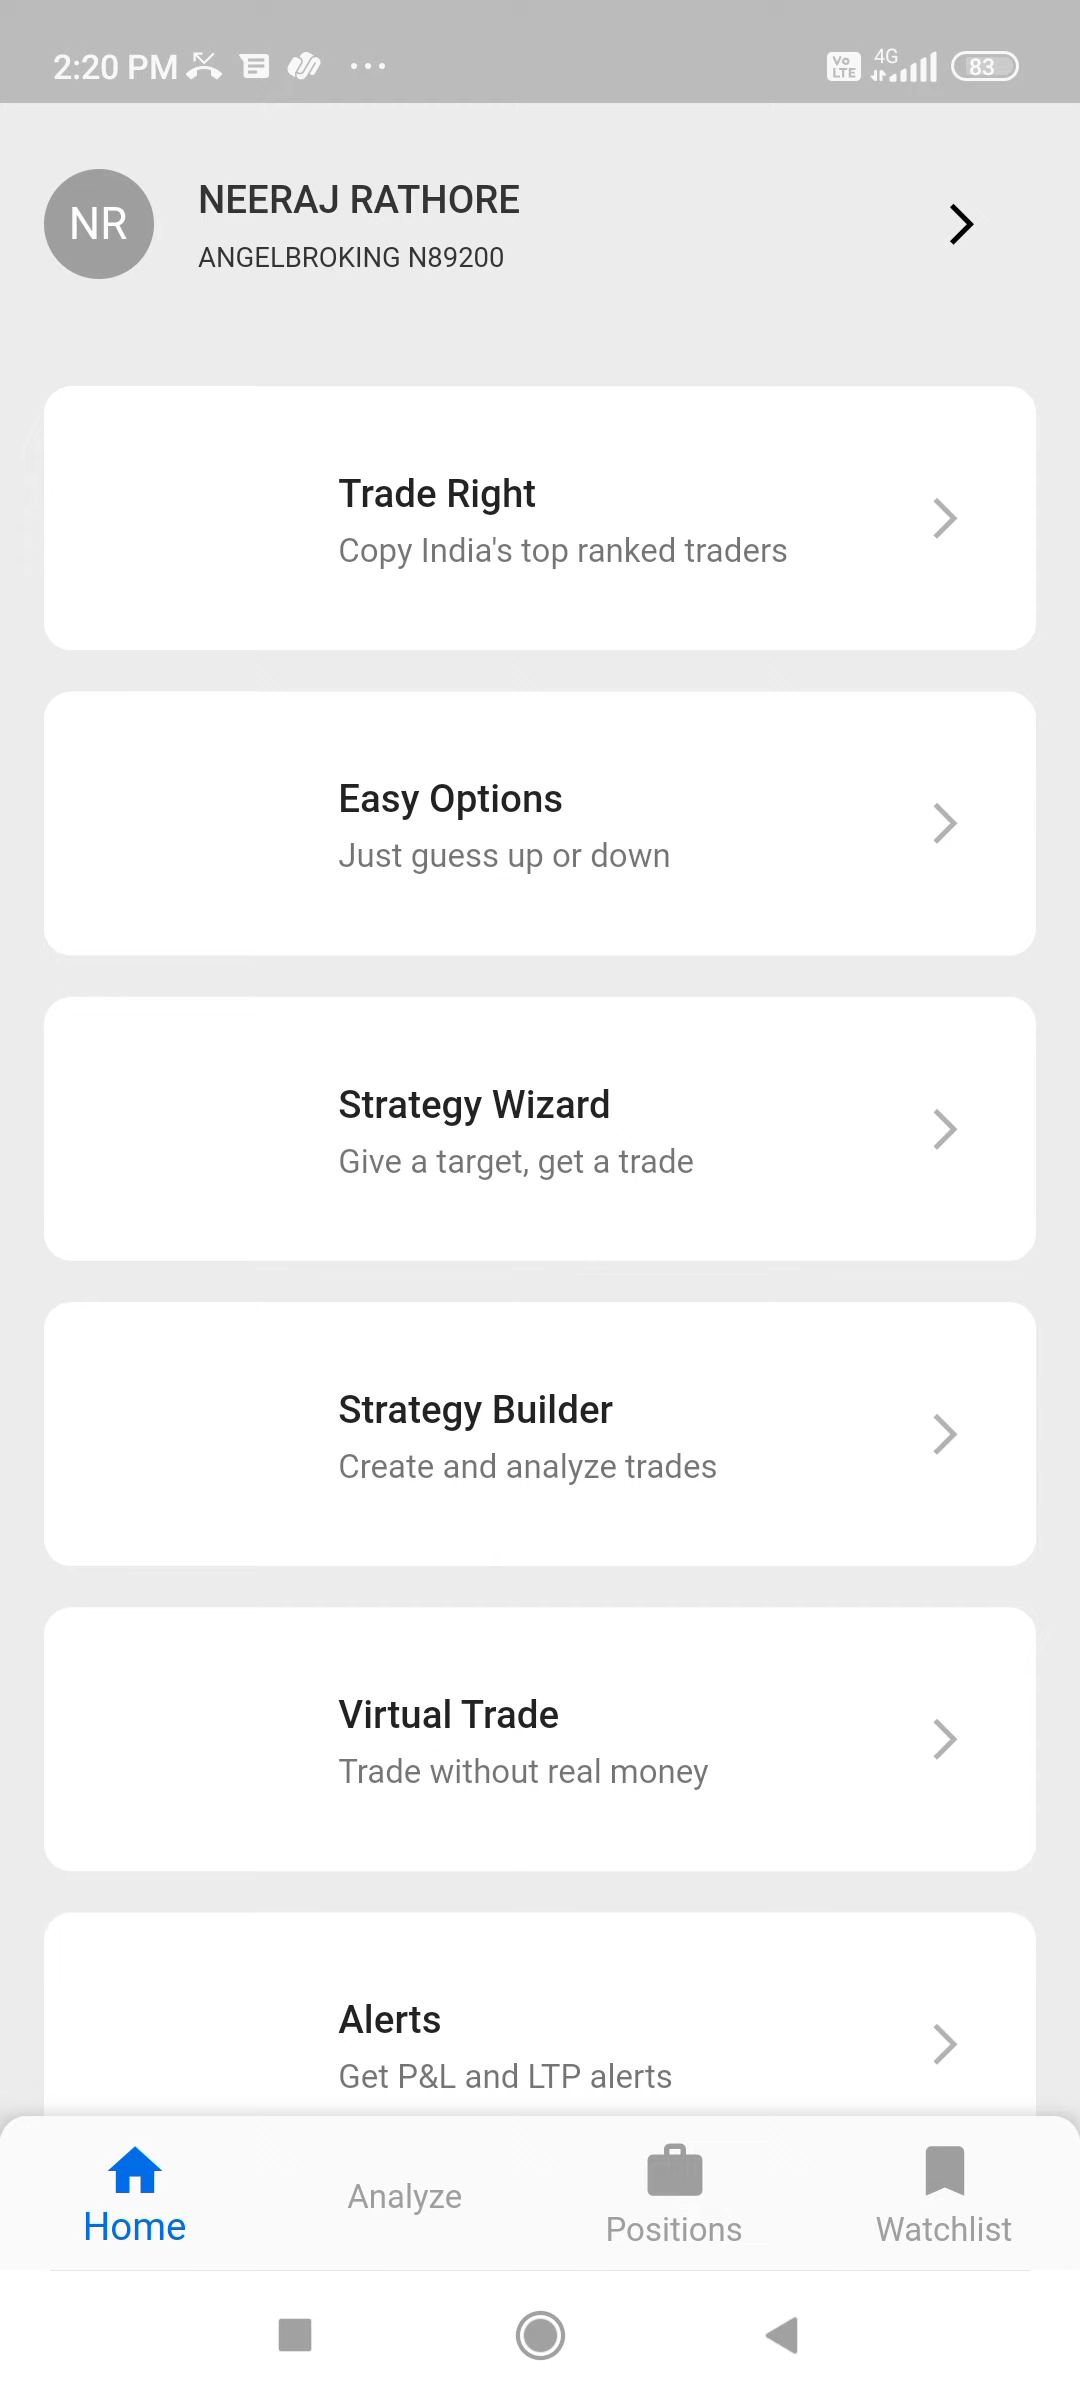 2:20 PM
Vo LTE
4G
83
NR
NEERAJ RATHORE
ANGELBROKING N89200
Trade Right
Copy India's top ranked traders
Easy Options
Just guess up or down
Strategy Wizard
Give a target, get a trade
Strategy Builder
Create and analyze trades
Virtual Trade
Trade without real money
Alerts
Get P&L and LTP alerts
Home
Analyze
Positions
Watchlist